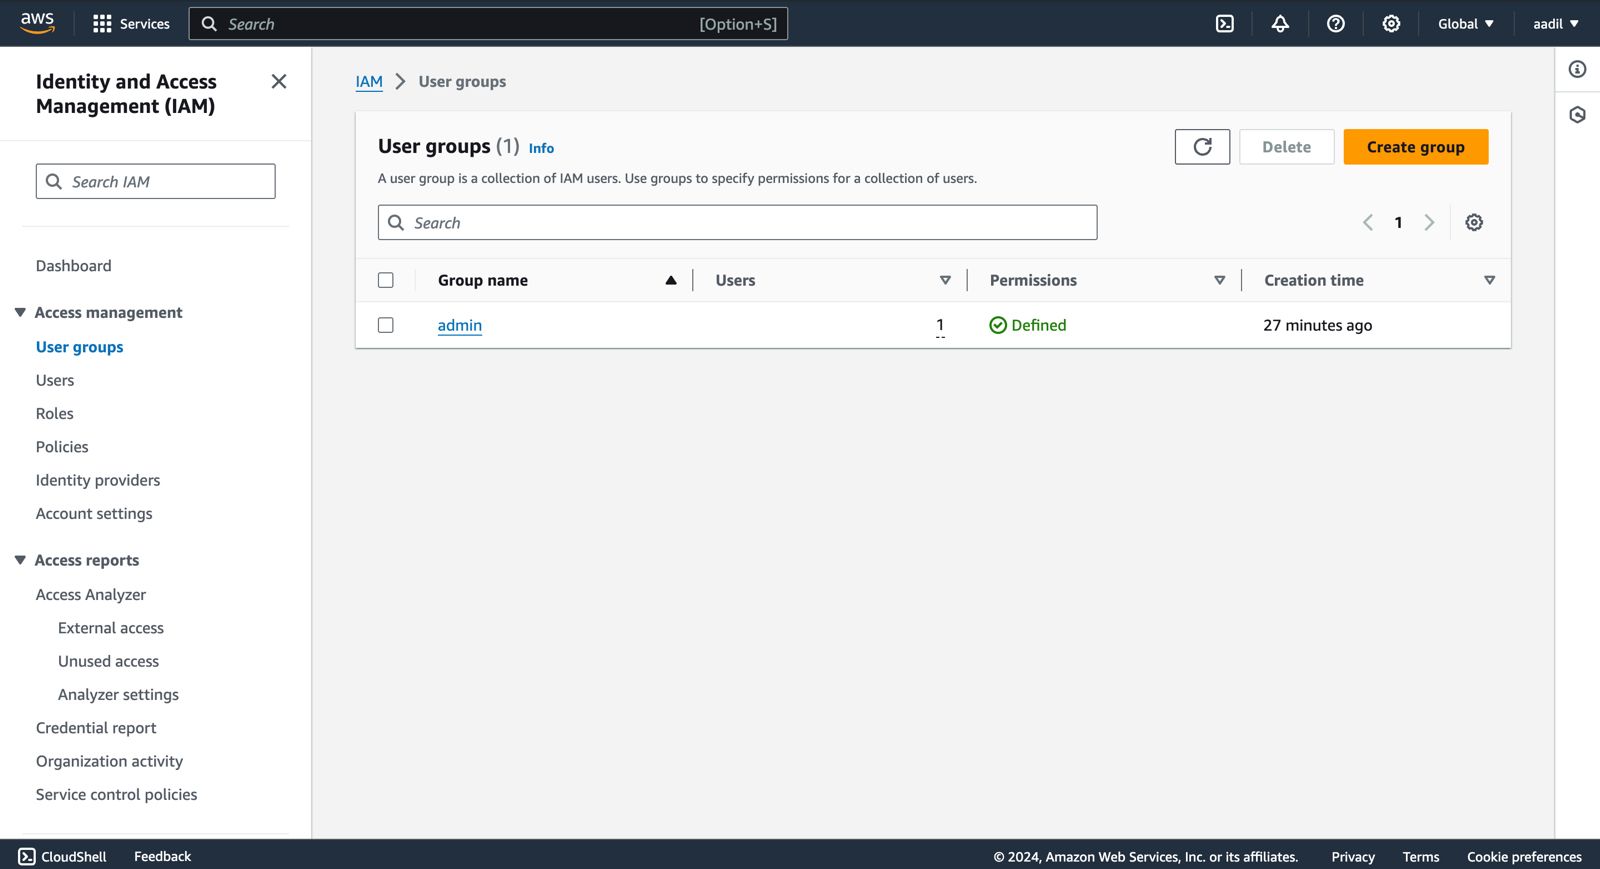 aws
Services
Search
[Option+S]
Global
aadil
Identity and Access
Management (IAM)
Search IAM
Dashboard
Access management
User groups
Users
Roles
Policies
Identity providers
Account settings
Access reports
Access Analyzer
External access
Unused access
Analyzer settings
Credential report
Organization activity
Service control policies
IAM
User groups
User groups (1) Info
Delete
Create group
A user group is a collection of IAM users. Use groups to specify permissions for a collection of users.
Search
1
Group name
Users
Permissions
Creation time
admin
1
Defined
27 minutes ago
CloudShell
Feedback
© 2024, Amazon Web Services, Inc. or its affiliates.
Privacy
Terms
Cookie preferences